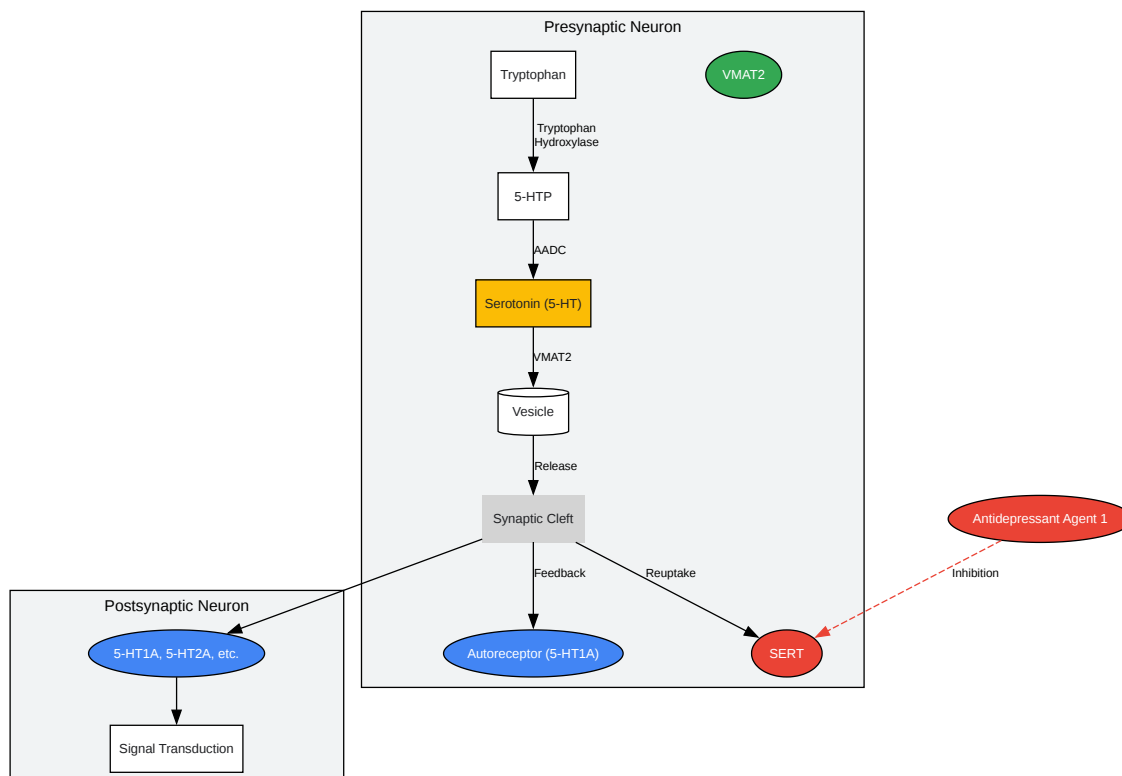 Presynaptic Neuron
Tryptophan
VMAT2
Tryptophan
Hydroxylase
5-HTP
AADC
Serotonin (5-HT)
VMAT2
Vesicle
Release
Synaptic Cleft
Antidepressant Agent 1
Feedback
Reuptake
Inhibition
Postsynaptic Neuron
5-HT1A, 5-HT2A, etc.
Autoreceptor (5-HT1A)
SERT
Signal Transduction